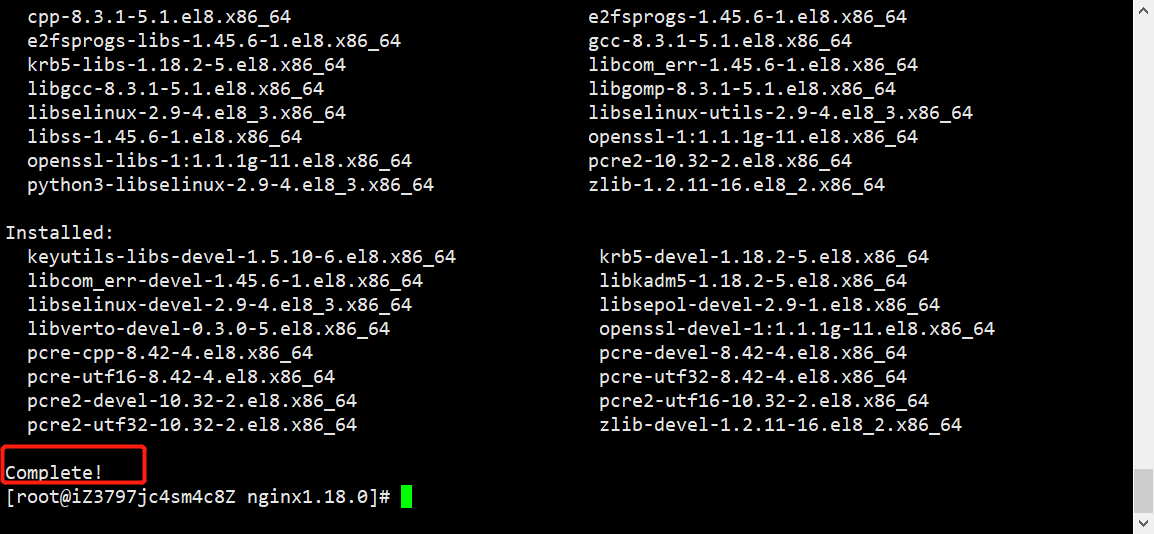 cpp-8.3.1-5.1.el8.x86_64 e2fsprogs-1.45.6-1.el8.x86_64
e2fsprogs-libs-1.45.6-1.el8.x86_64 gcc-8.3.1-5.1.el8.x86_64
krb5-libs-1.18.2-5.el8.x86_64 libcom_err-1.45.6-1.el8.x86_64
libgcc-8.3.1-5.1.el8.x86_64 libgomp-8.3.1-5.1.el8.x86_64
libselinux-2.9-4.el8_3.x86_64 libselinux-utils-2.9-4.el8_3.x86_64
libss-1.45.6-1.el8.x86_64 openssl-1:1.1.1g-11.el8.x86_64
openssl-libs-1:1.1.1g-11.el8.x86_64 pcre2-10.32-2.el8.x86_64
python3-libselinux-2.9-4.el8_3.x86_64 zlib-1.2.11-16.el8_2.x86_64
Installed:
keyutils-libs-devel-1.5.10-6.el8.x86_64 krb5-devel-1.18.2-5.el8.x86_64
libcom_err-devel-1.45.6-1.el8.x86_64 libkadm5-1.18.2-5.el8.x86_64
libselinux-devel-2.9-4.el8_3.x86_64 libsepol-devel-2.9-1.el8.x86_64
libverto-devel-0.3.0-5.el8.x86_64 openssl-devel-1:1.1.1g-11.el8.x86_64
pcre-cpp-8.42-4.el8.x86_64 pcre-devel-8.42-4.el8.x86_64
pcre-utf16-8.42-4.el8.x86_64 pcre-utf32-8.42-4.el8.x86_64
pcre2-devel-10.32-2.el8.x86_64 pcre2-utf16-10.32-2.el8.x86_64
pcre2-utf32-10.32-2.el8.x86_64 zlib-devel-1.2.11-16.el8_2.x86_64
Complete!
[root@iZ3797jc4sm4c8Z nginx1.18.0]#